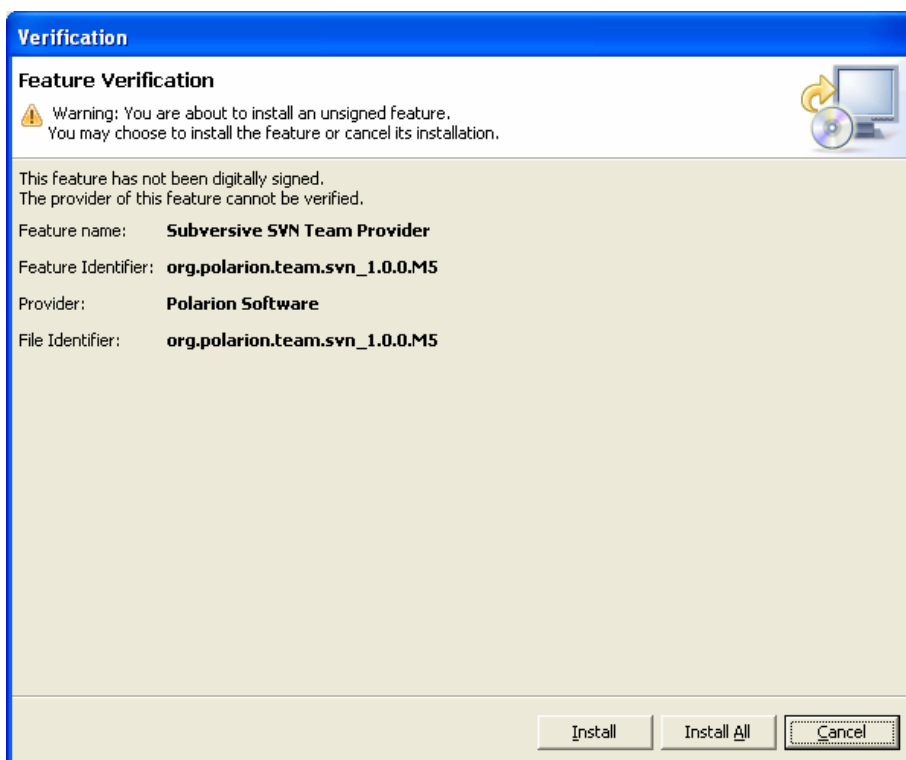 Verification
Feature Verification
Warning: You are about to install an unsigned feature.
You may choose to install the feature or cancel its installation.
This feature has not been digitally signed.
The provider of this feature cannot be verified.
Feature name: Subversive SVN Team Provider
Feature Identifier: org.polarion.team.svn_1.0.0.M5
Provider: Polarion Software
File Identifier: org.polarion.team.svn_1.0.0.M5
Install Install All Cancel